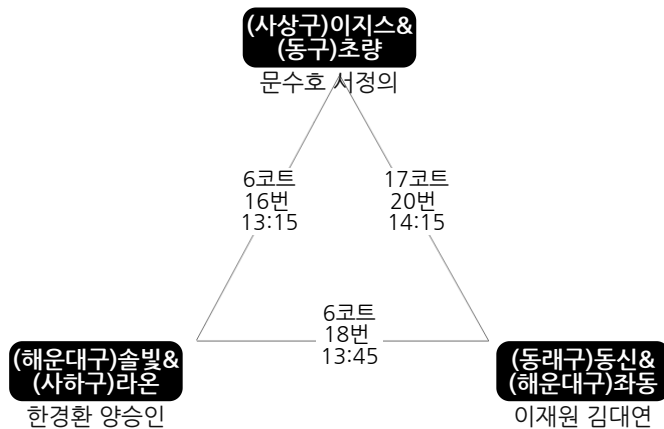 (사상구)이지스&
(동구)초량
문수호 서정의
6코트
16번
13:15
17코트
20번
14:15
6코트
18번
13:45
(해운대구)솔빛&
(사하구)라온
한경환 양승인
(동래구)동신&
(해운대구)좌동
이재원 김대연